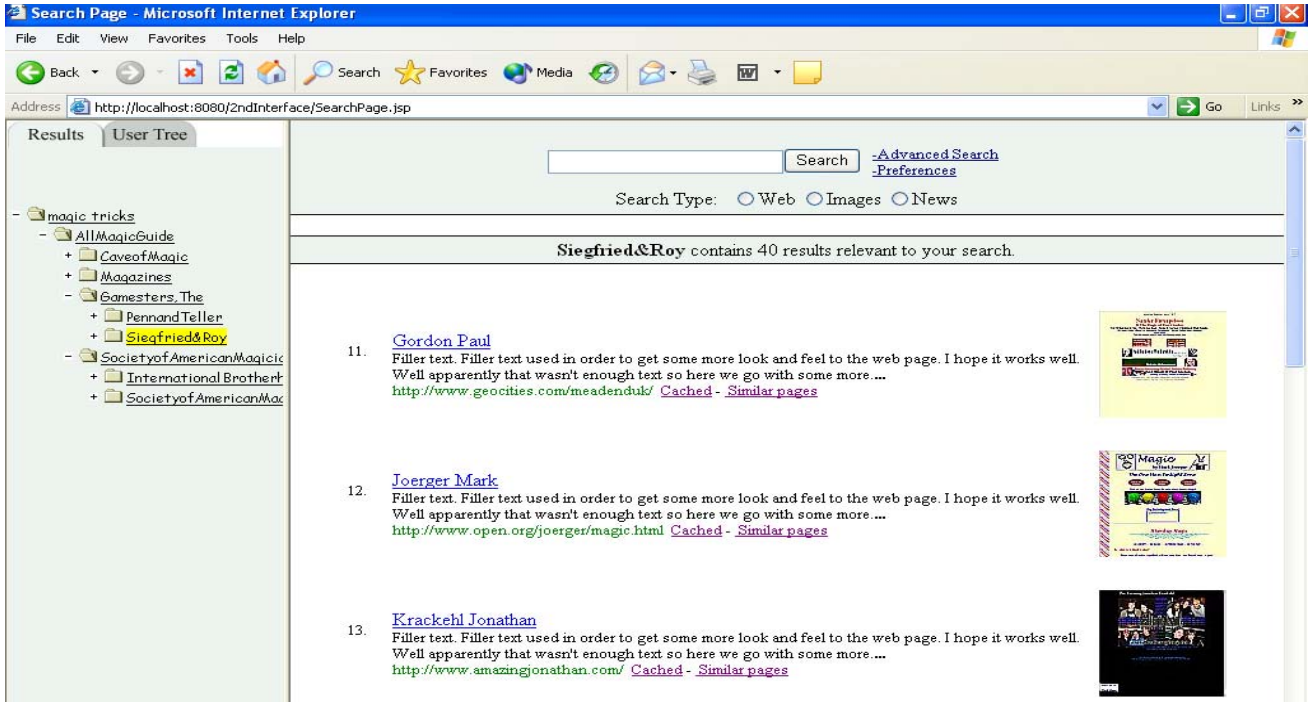 Search Page - Microsoft Internet Explorer
File Edit View Favorites Tools Help
Back Search Favorites Media
Address http://localhost:8080/2ndInterface/SearchPage.jsp Go Links »
Results User Tree
Search -Advanced Search
-Preferences
Search Type: Web Images News
Siegfried&Roy contains 40 results relevant to your search.
- magic tricks
- AllMagicGuide
+ CaveofMagic
+ Magazines
- Gamesters,The
+ PennandTeller
+ Siegfried&Roy
- SocietyofAmericanMagicia
+ InternationalBrotherh
+ SocietyofAmericanMag
11. Gordon Paul
Filler text. Filler text used in order to get some more look and feel to the web page. I hope it works well.
Well apparently that wasn't enough text so here we go with some more....
http://www.geocities.com/meadenduk/ Cached - Similar pages
12. Joerger Mark
Filler text. Filler text used in order to get some more look and feel to the web page. I hope it works well.
Well apparently that wasn't enough text so here we go with some more....
http://www.open.org/joerger/magic.html Cached - Similar pages
Magic
13. Krackehl Jonathan
Filler text. Filler text used in order to get some more look and feel to the web page. I hope it works well.
Well apparently that wasn't enough text so here we go with some more....
http://www.amazingjonathan.com/ Cached - Similar pages